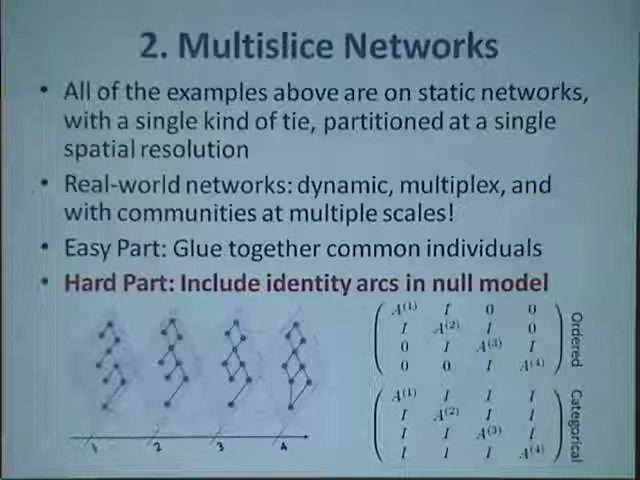 2. Multislice Networks
• All of the examples above are on static networks,
with a single kind of tie, partitioned at a single
spatial resolution
• Real-world networks: dynamic, multiplex, and
with communities at multiple scales!
• Easy Part: Glue together common individuals
• Hard Part: Include identity arcs in null model
A(1) I 0 0
I A(2) I 0
0 I A(3) I
0 0 I A(4)
Ordered
A(1) I I I
I A(2) I I
I I A(3) I
I I I A(4)
Categorical
1 2 3 4